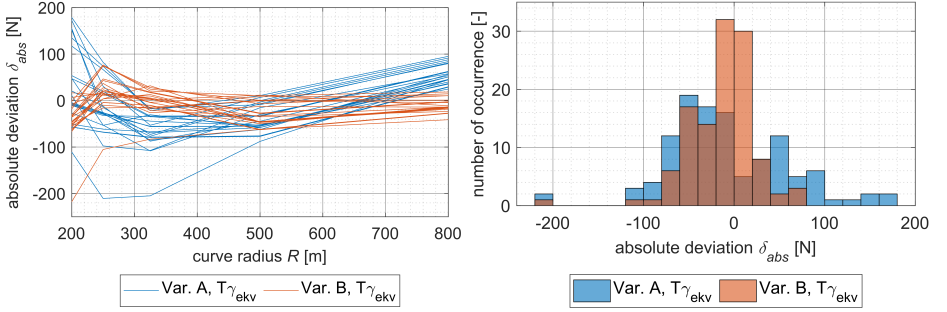 absolute deviation δabs [N]
200
100
0
-100
-200
200 300 400 500 600 700 800
curve radius R [m]
Var. A, Tγekv Var. B, Tγekv
number of occurrence [-]
30
20
10
0
-200 -100 0 100 200
absolute deviation δabs [N]
Var. A, Tγekv Var. B, Tγekv